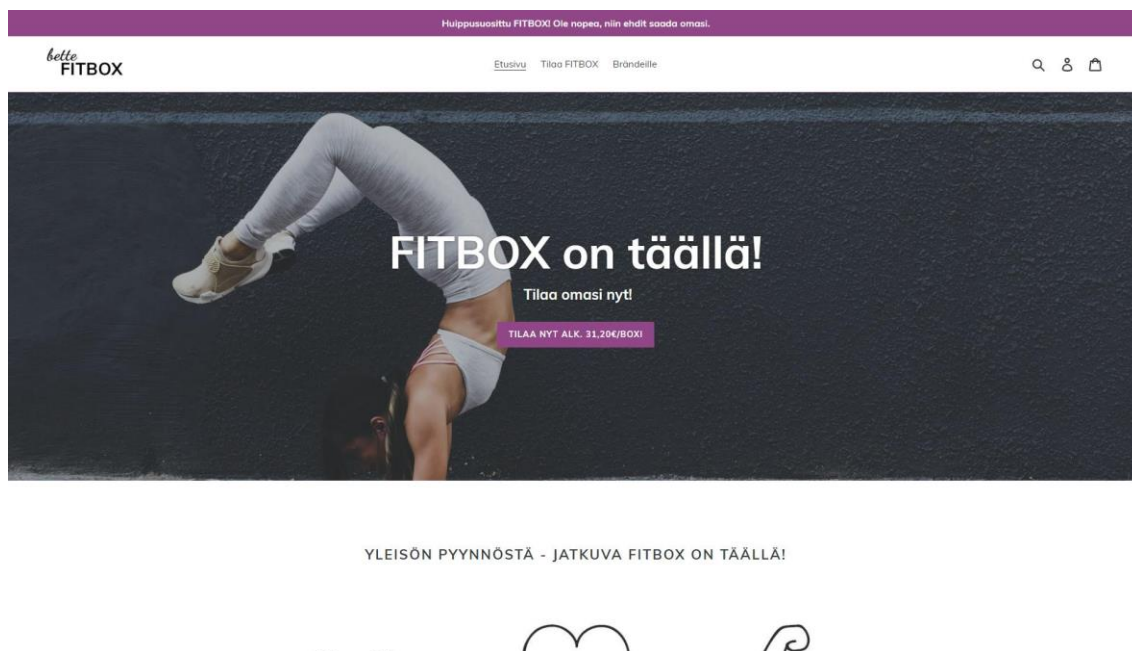 Huippusuosittu FITBOX! Ole nopea, niin ehdit saada omasi.
bette
FITBOX
Etusivu Tilaa FITBOX Brändeille
FITBOX on täällä!
Tilaa omasi nyt!
TILAA NYT ALK. 31,20€/BOXI
YLEISÖN PYYNNÖSTÄ - JATKUVA FITBOX ON TÄÄLLÄ!